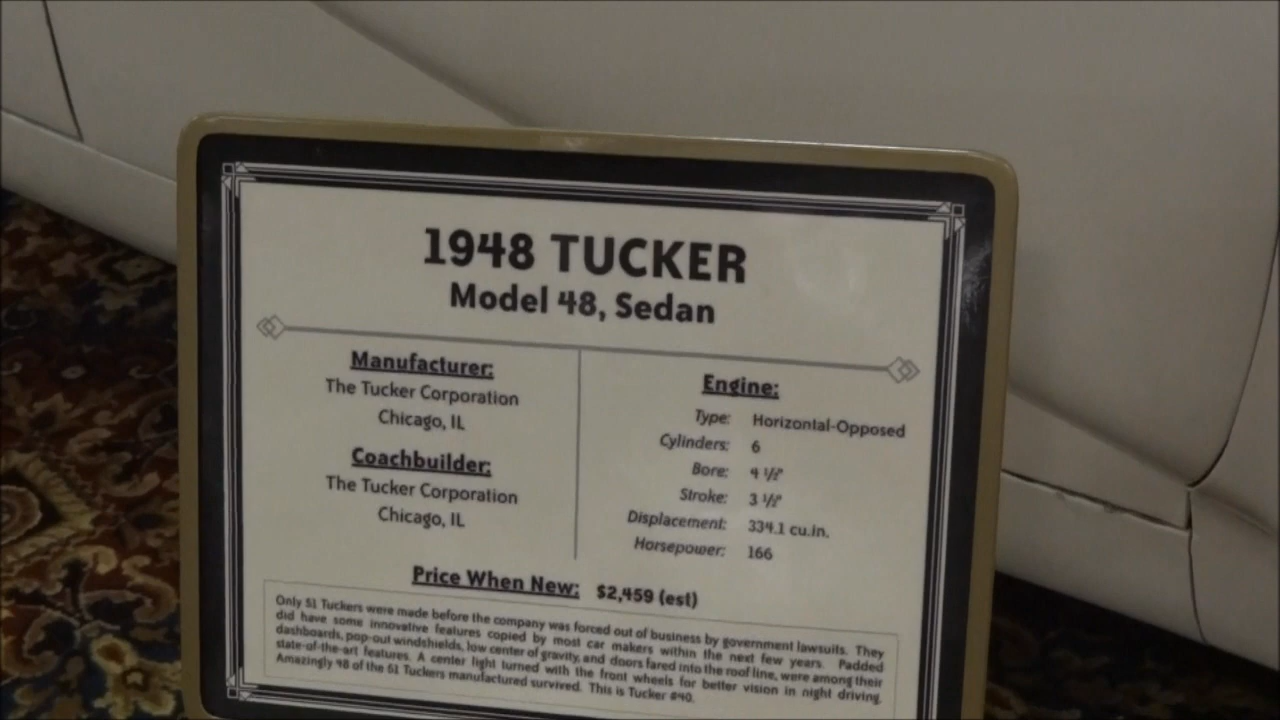 1948 TUCKER
Model 48, Sedan
Manufacturer:
The Tucker Corporation
Chicago, IL
Coachbuilder:
The Tucker Corporation
Chicago, IL
Engine:
Type: Horizontal-Opposed
Cylinders: 6
Bore: 4 1/2"
Stroke: 3 1/2"
Displacement: 334.1 cu.in.
Horsepower: 166
Price When New: $2,459 (est)
Only 51 Tuckers were made before the company was forced out of business by government lawsuits. They
did have some innovative features copied by most car makers within the next few years. Padded
dashboards, pop-out windshields, low center of gravity, and doors fared into the roof line, were among their
state-of-the-art features. A center light turned with the front wheels for better vision in night driving.
Amazingly 48 of the 51 Tuckers manufactured survived. This is Tucker #40.